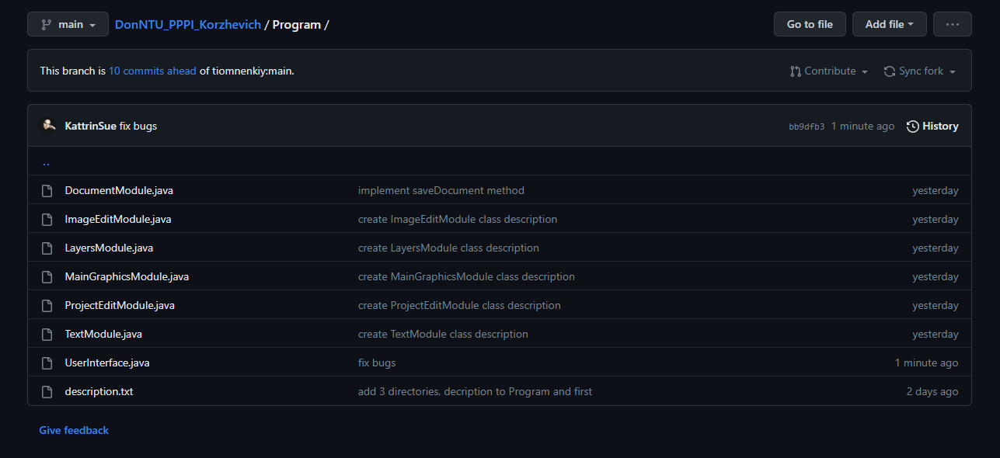 main DonNTU_PPPI_Korzhevich / Program / Go to file Add file ...
This branch is 10 commits ahead of tiomnenkiy:main. Contribute Sync fork
KattrinSue fix bugs bb9dfb3 1 minute ago History
..
DocumentModule.java implement saveDocument method yesterday
ImageEditModule.java create ImageEditModule class description yesterday
LayersModule.java create LayersModule class description yesterday
MainGraphicsModule.java create MainGraphicsModule class description yesterday
ProjectEditModule.java create ProjectEditModule class description yesterday
TextModule.java create TextModule class description yesterday
UserInterface.java fix bugs 1 minute ago
description.txt add 3 directories, decription to Program and first 2 days ago
Give feedback